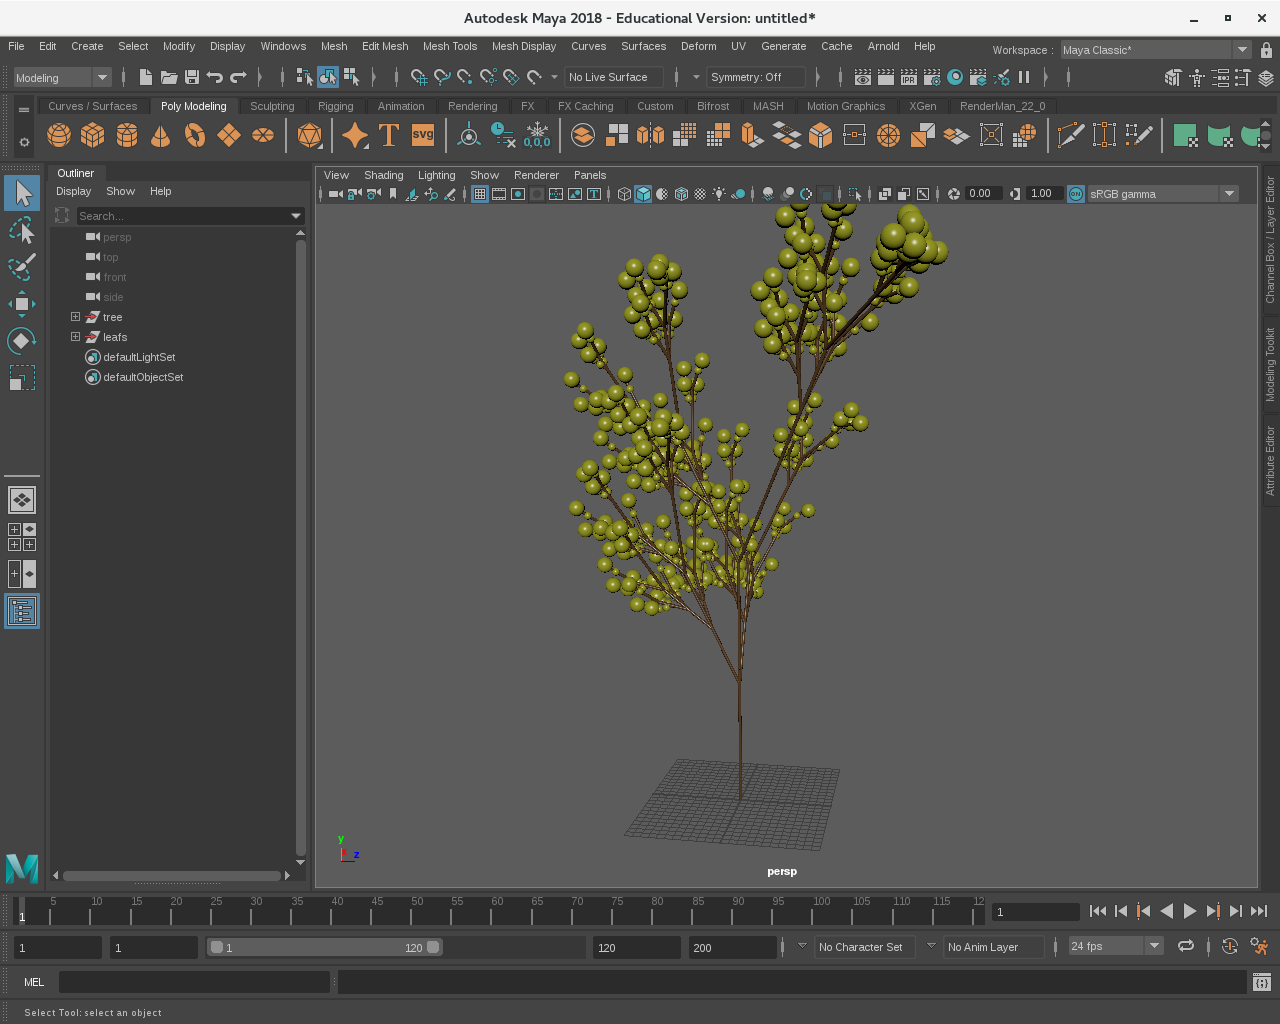 Autodesk Maya 2018 - Educational Version: untitled*
File Edit Create Select Modify Display Windows Mesh Edit Mesh Mesh Tools Mesh Display Curves Surfaces Deform UV Generate Cache Arnold Help Workspace : Maya Classic*
Modeling No Live Surface Symmetry: Off
Curves / Surfaces Poly Modeling Sculpting Rigging Animation Rendering FX FX Caching Custom Bifrost MASH Motion Graphics XGen RenderMan_22_0
T svg 0,0,0
Outliner
Display Show Help
Search...
persp
top
front
side
tree
leafs
defaultLightSet
defaultObjectSet
View Shading Lighting Show Renderer Panels
0.00 1.00 ON sRGB gamma
y
z
persp
Channel Box / Layer Editor
Modeling Toolkit
Attribute Editor
5 10 15 20 25 30 35 40 45 50 55 60 65 70 75 80 85 90 95 100 105 110 115 12
1 1
1 1 1 120 120 200 No Character Set No Anim Layer 24 fps
MEL
Select Tool: select an object